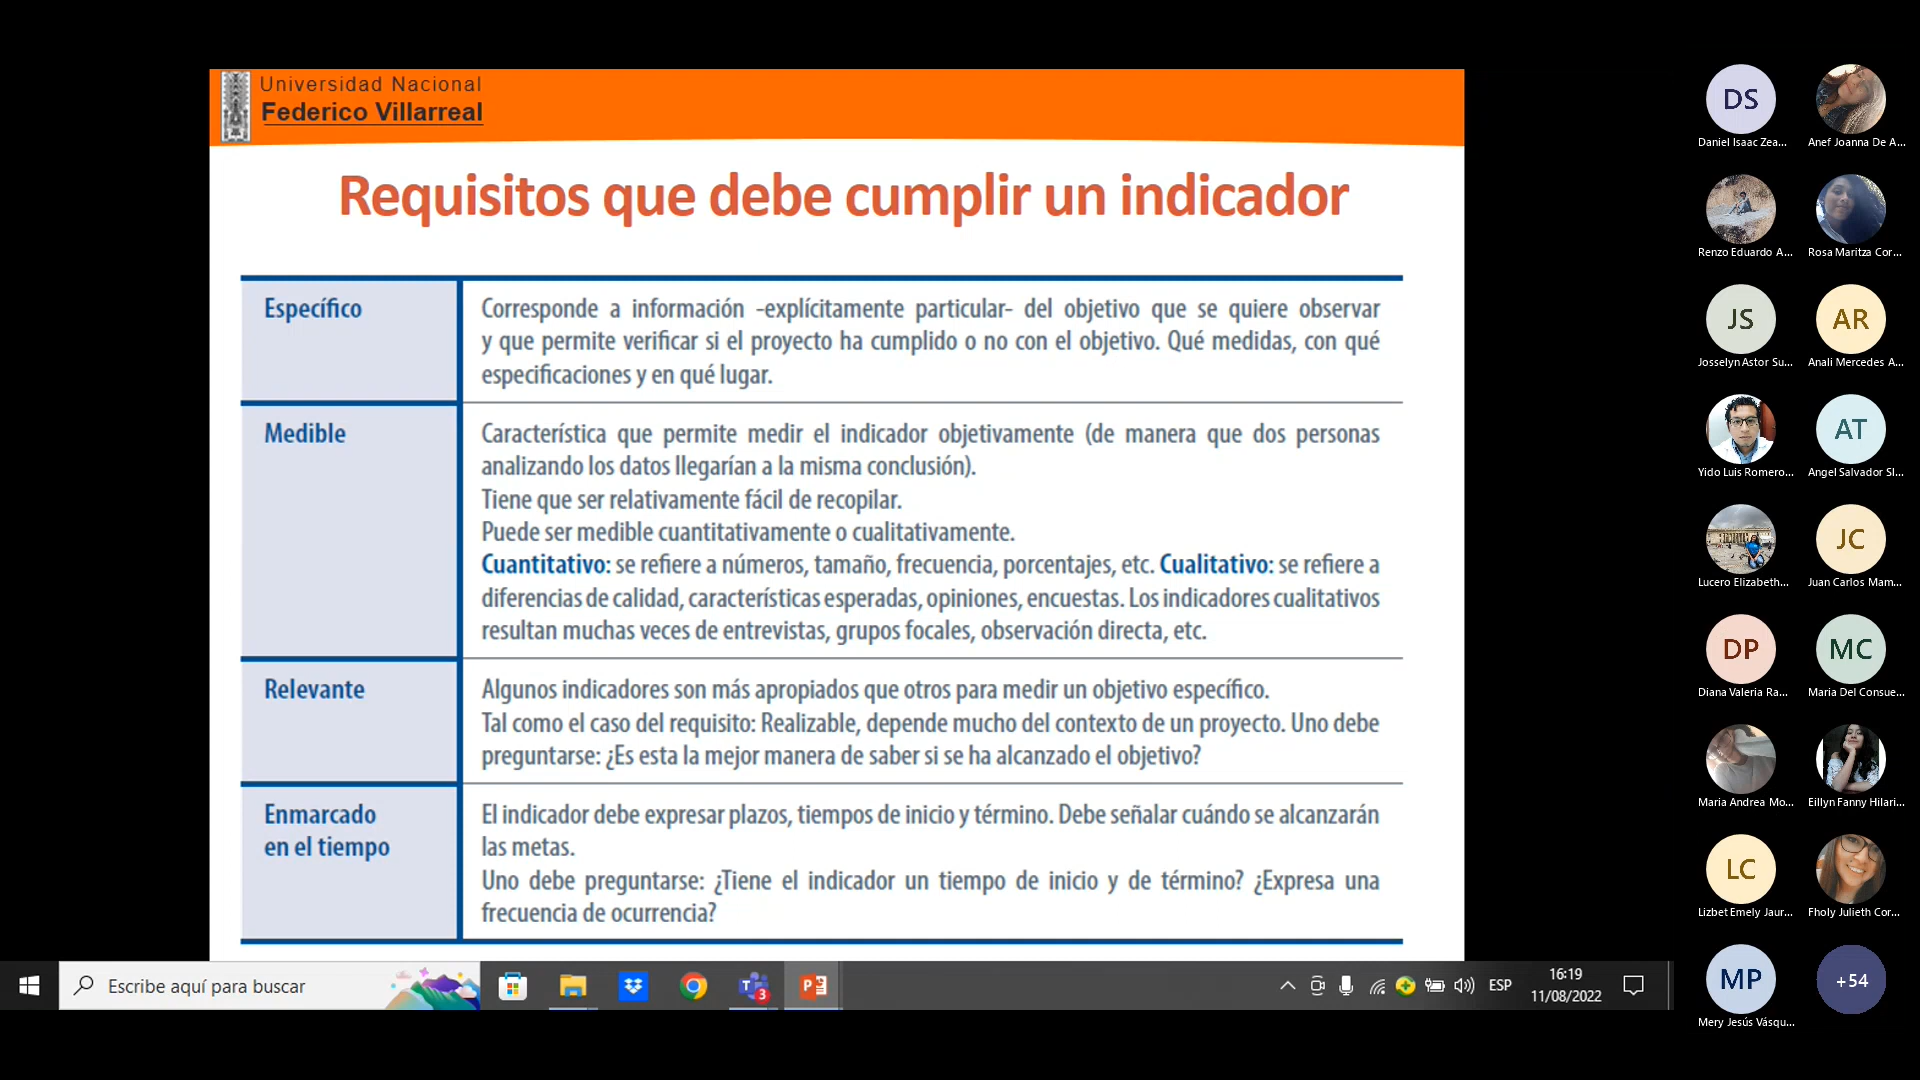 Universidad Nacional
Federico Villarreal
Requisitos que debe cumplir un indicador
Específico
Corresponde a información -explícitamente particular- del objetivo que se quiere observar
y que permite verificar si el proyecto ha cumplido o no con el objetivo. Qué medidas, con qué
especificaciones y en qué lugar.
Medible
Característica que permite medir el indicador objetivamente (de manera que dos personas
analizando los datos llegarían a la misma conclusión).
Tiene que ser relativamente fácil de recopilar.
Puede ser medible cuantitativamente o cualitativamente.
Cuantitativo: se refiere a números, tamaño, frecuencia, porcentajes, etc. Cualitativo: se refiere a
diferencias de calidad, características esperadas, opiniones, encuestas. Los indicadores cualitativos
resultan muchas veces de entrevistas, grupos focales, observación directa, etc.
Relevante
Algunos indicadores son más apropiados que otros para medir un objetivo específico.
Tal como el caso del requisito: Realizable, depende mucho del contexto de un proyecto. Uno debe
preguntarse: ¿Es esta la mejor manera de saber si se ha alcanzado el objetivo?
Enmarcado
en el tiempo
El indicador debe expresar plazos, tiempos de inicio y término. Debe señalar cuándo se alcanzarán
las metas.
Uno debe preguntarse: ¿Tiene el indicador un tiempo de inicio y de término? ¿Expresa una
frecuencia de ocurrencia?
Escribe aquí para buscar
3
ESP
16:19
11/08/2022
DS
Daniel Isaac Zea...
Anef Joanna De A...
Renzo Eduardo A...
Rosa Maritza Cor...
JS
Josselyn Astor Su...
AR
Anali Mercedes A...
Yido Luis Romero...
AT
Angel Salvador Sl...
Lucero Elizabeth...
JC
Juan Carlos Mam...
DP
Diana Valeria Ra...
MC
Maria Del Consue...
Maria Andrea Mo...
Eillyn Fanny Hilari...
LC
Lizbet Emely Jaur...
Fholy Julieth Cor...
MP
Mery Jesús Vásqu...
+54